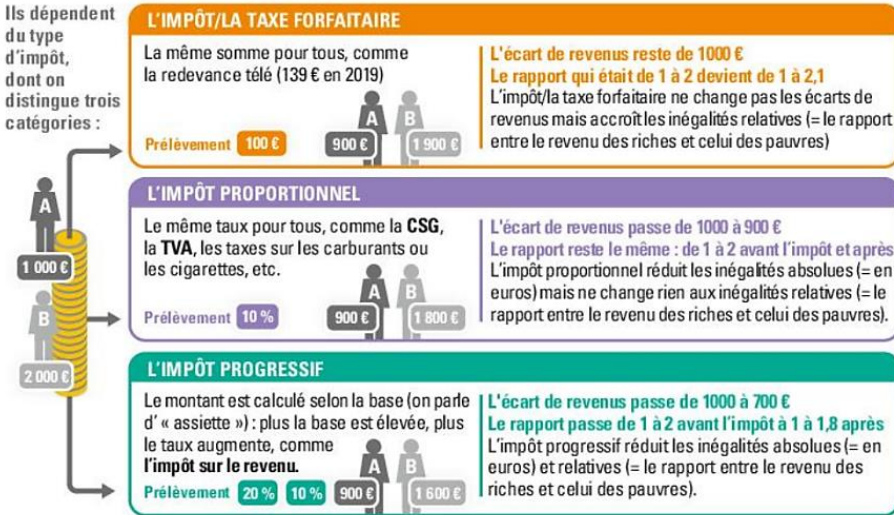 Ils dépendent
du type
d'impôt,
dont on
distingue trois
catégories :
A
1 000 €
B
2 000 €
L'IMPÔT/LA TAXE FORFAITAIRE
La même somme pour tous, comme
la redevance télé (139 € en 2019)
Prélèvement 100 €
A
900 €
B
1 900 €
L'écart de revenus reste de 1000 €
Le rapport qui était de 1 à 2 devient de 1 à 2,1
L'impôt/la taxe forfaitaire ne change pas les écarts de
revenus mais accroît les inégalités relatives (= le rapport
entre le revenu des riches et celui des pauvres)
L'IMPÔT PROPORTIONNEL
Le même taux pour tous, comme la CSG,
la TVA, les taxes sur les carburants ou
les cigarettes, etc.
Prélèvement 10 %
A
900 €
B
1 800 €
L'écart de revenus passe de 1000 à 900 €
Le rapport reste le même : de 1 à 2 avant l'impôt et après
L'impôt proportionnel réduit les inégalités absolues (= en
euros) mais ne change rien aux inégalités relatives (= le
rapport entre le revenu des riches et celui des pauvres).
L'IMPÔT PROGRESSIF
Le montant est calculé selon la base (on parle
d' « assiette ») : plus la base est élevée, plus
le taux augmente, comme
l'impôt sur le revenu.
Prélèvement 20 % 10 %
A
900 €
B
1 600 €
L'écart de revenus passe de 1000 à 700 €
Le rapport passe de 1 à 2 avant l'impôt à 1 à 1,8 après
L'impôt progressif réduit les inégalités absolues (= en
euros) et relatives (= le rapport entre le revenu des
riches et celui des pauvres).